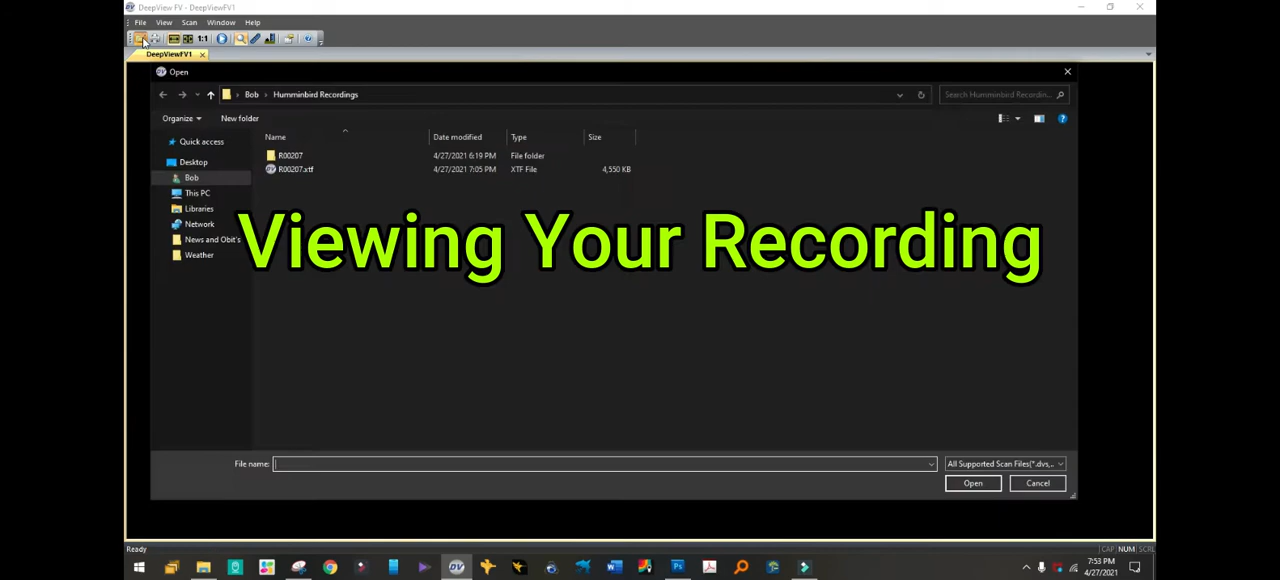 DeepView FV - DeepViewFV1
File View Scan Window Help
1:1
DeepViewFV1
Open
Bob > Humminbird Recordings
Search Humminbird Recordin...
Organize New folder
Name Date modified Type Size
Quick access
Desktop
Bob
This PC
Libraries
Network
News and Obit's
Weather
R00207 4/27/2021 6:19 PM File folder
R00207.xtf 4/27/2021 7:05 PM XTF File 4,550 KB
Viewing Your Recording
File name: All Supported Scan Files(*.dvs,...
Open Cancel
Ready CAP NUM SCRL
7:53 PM
4/27/2021